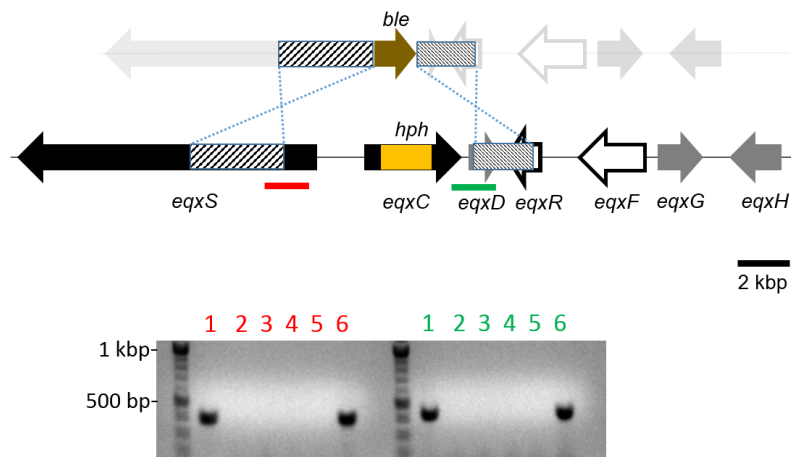 ble
hph
eqxS
eqxC
eqxD
eqxR
eqxF
eqxG
eqxH
2 kbp
1 2 3 4 5 6 1 2 3 4 5 6
1 kbp-
500 bp-